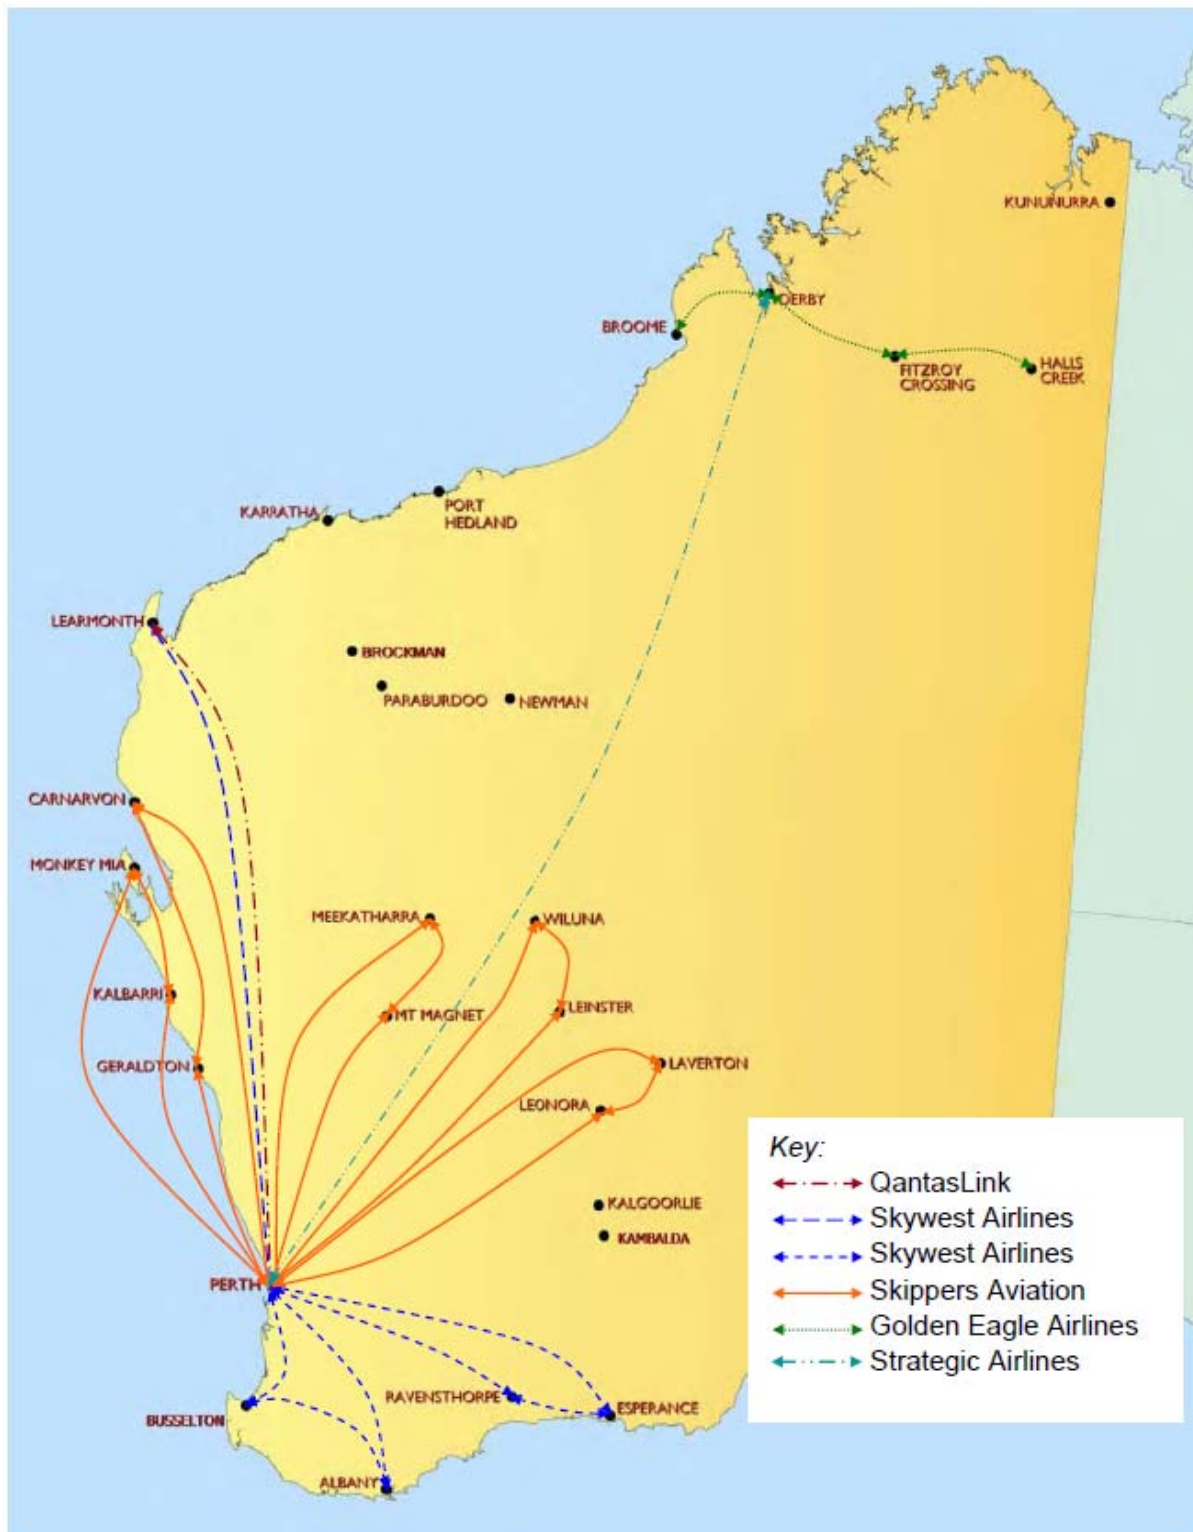 KUNUNURRA
DERBY
BROOME
FITZROY
CROSSING
HALLS
CREEK
PORT
HEDLAND
KARRATHA
LEARMONTH
BROCKMAN
PARABURDOO
NEWMAN
CARNARVON
MONKEY MIA
MEEKATHARRA
WILUNA
KALBARRI
MT MAGNET
LEINSTER
GERALDTON
LAVERTON
LEONORA
KALGOORLIE
KAMBALDA
PERTH
RAVENSTHORPE
ESPERANCE
BUSSELTON
ALBANY
Key:
QantasLink
Skywest Airlines
Skywest Airlines
Skippers Aviation
Golden Eagle Airlines
Strategic Airlines